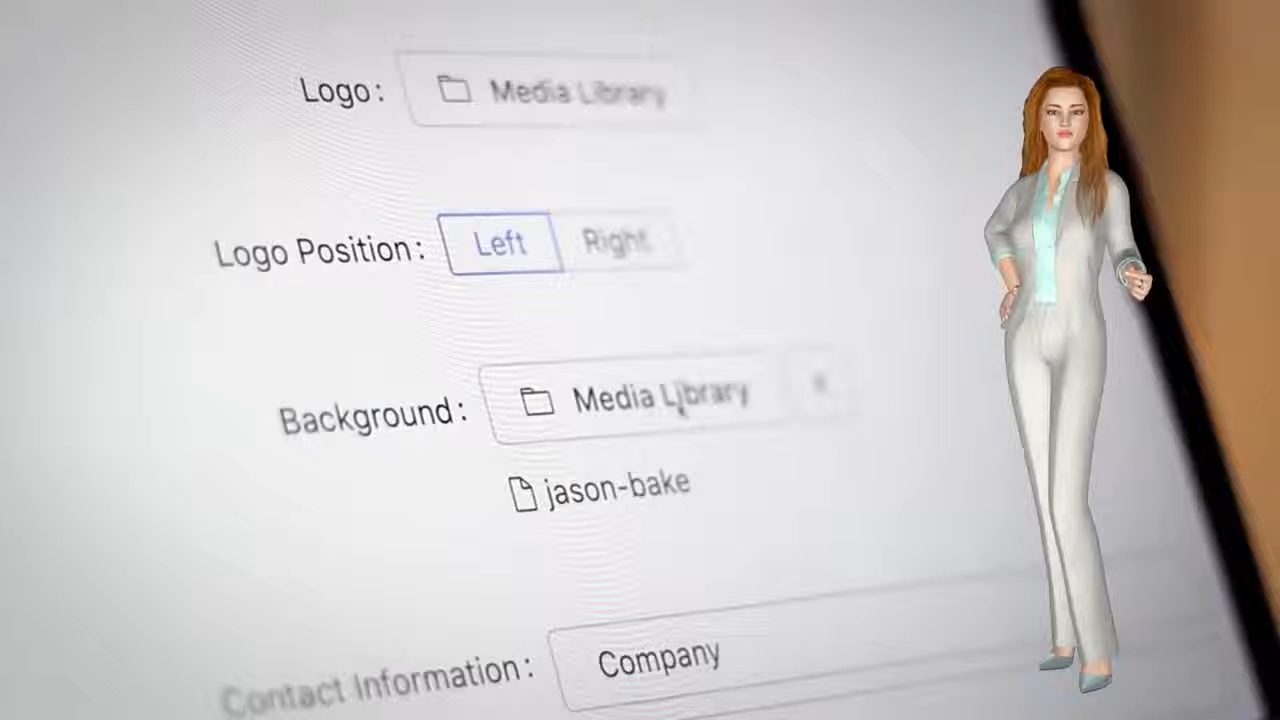 Logo: Media Library
Logo Position: Left Right
Background: Media Library
jason-bake
Contact Information: Company